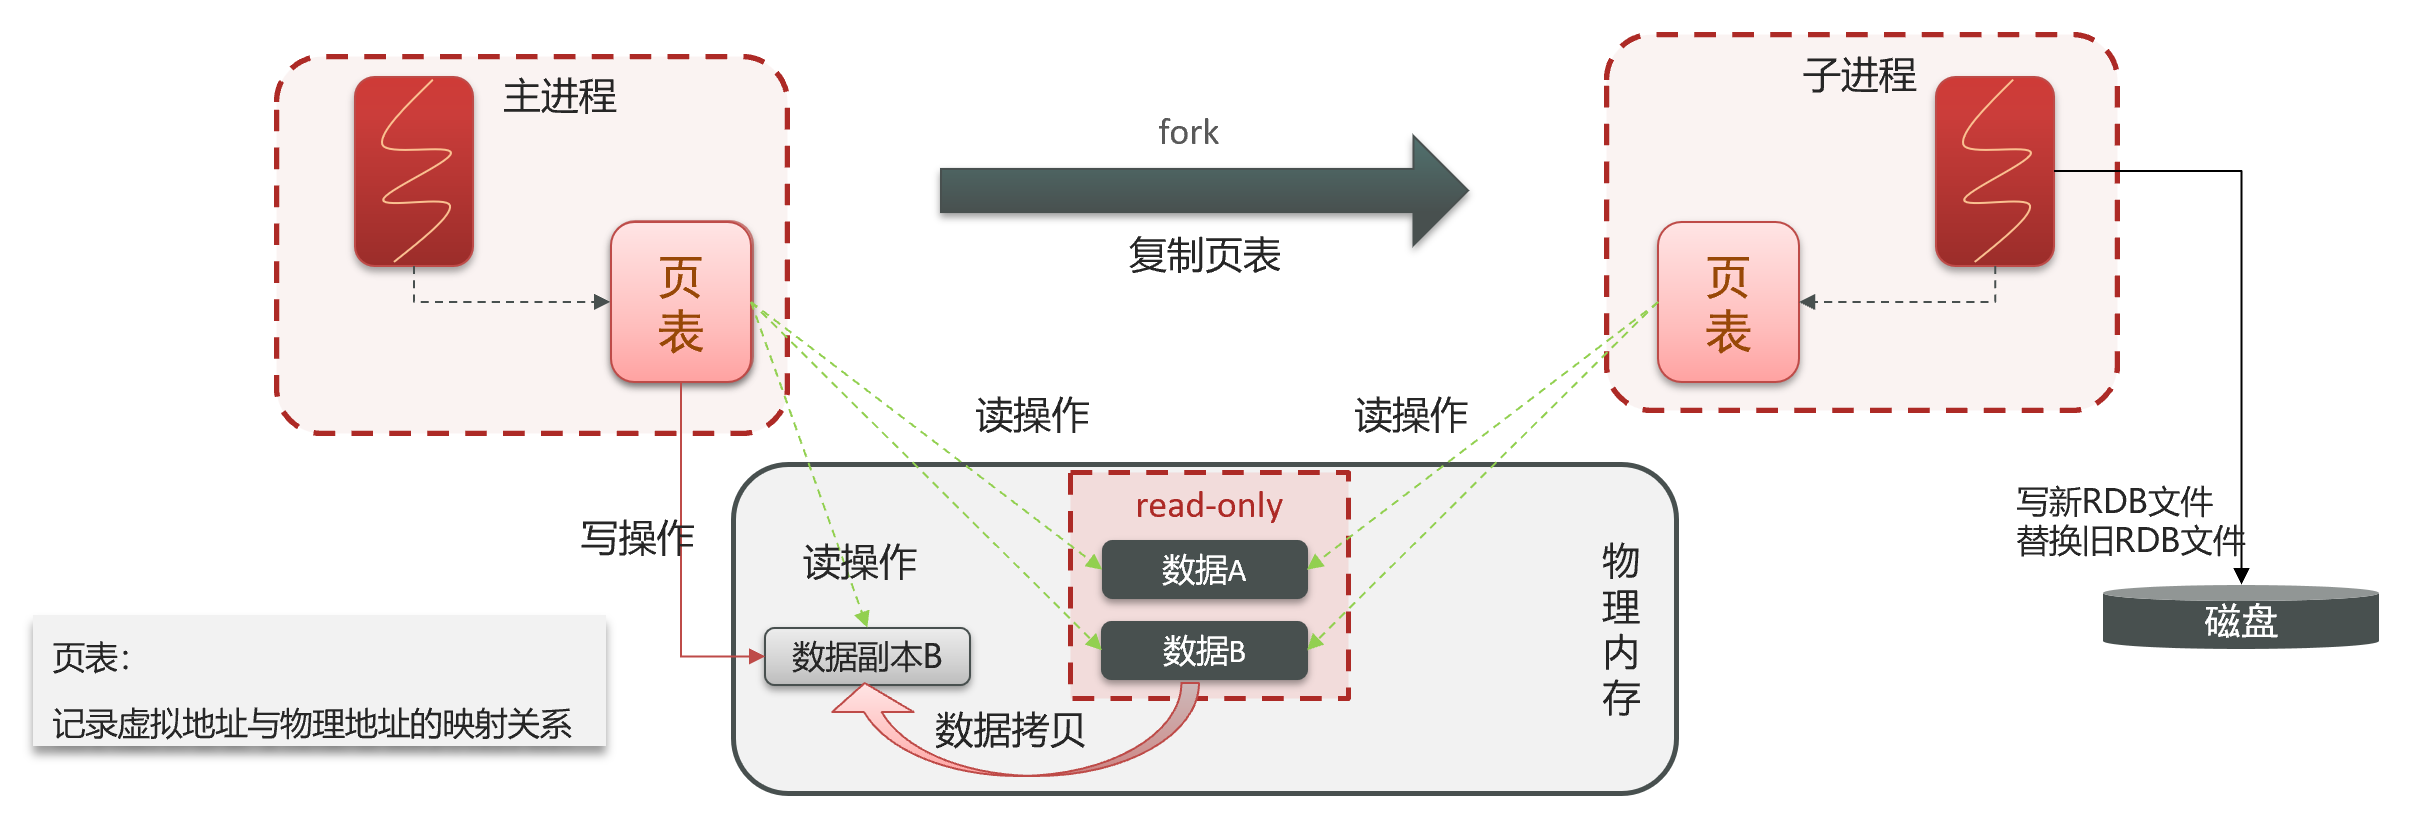 主进程
子进程
fork
复制页表
页
表
页
表
读操作
读操作
read-only
写操作
读操作
数据A
数据B
数据副本B
数据拷贝
物
理
内
存
写新RDB文件
替换旧RDB文件
磁盘
页表：
记录虚拟地址与物理地址的映射关系